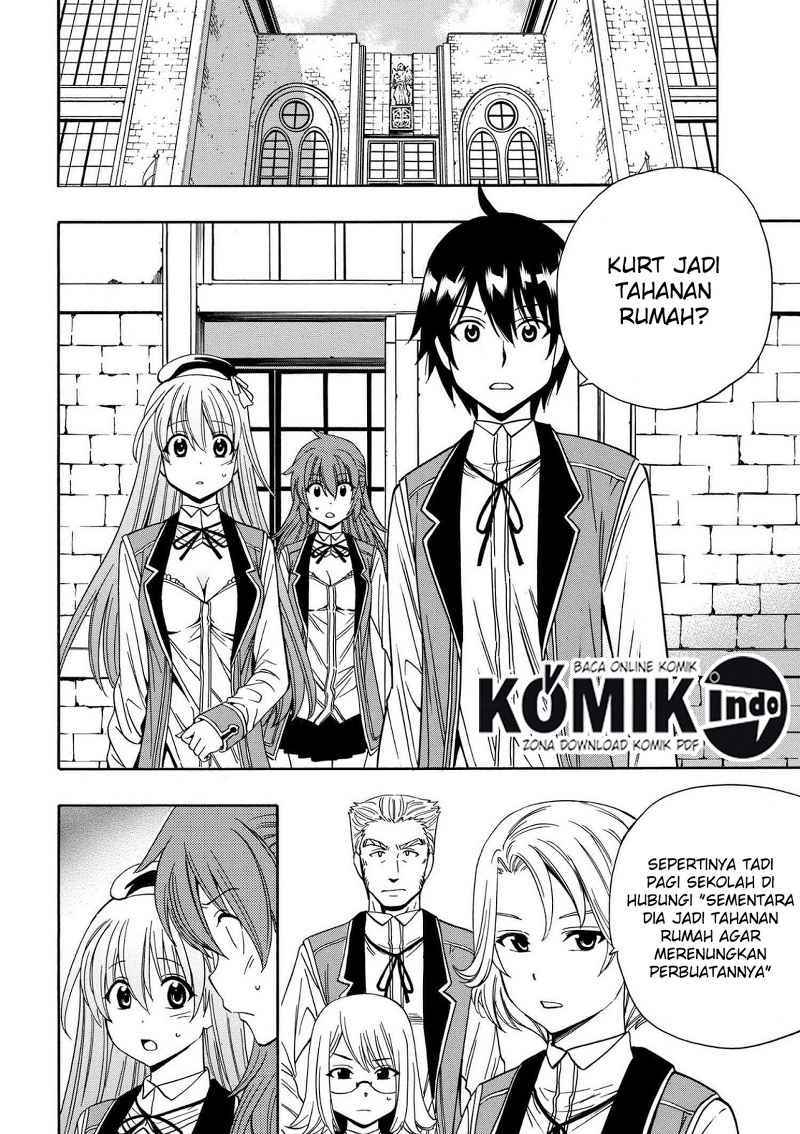 KURT JADI
TAHANAN
RUMAH?
BACA ONLINE KOMIK
KOMIK Indo
ZONA DOWNLOAD KOMIK PDF
SEPERTINYA TADI
PAGI SEKOLAH DI
HUBUNGI "SEMENTARA
DIA JADI TAHANAN
RUMAH AGAR
MERENUNGKAN
PERBUATANNYA"